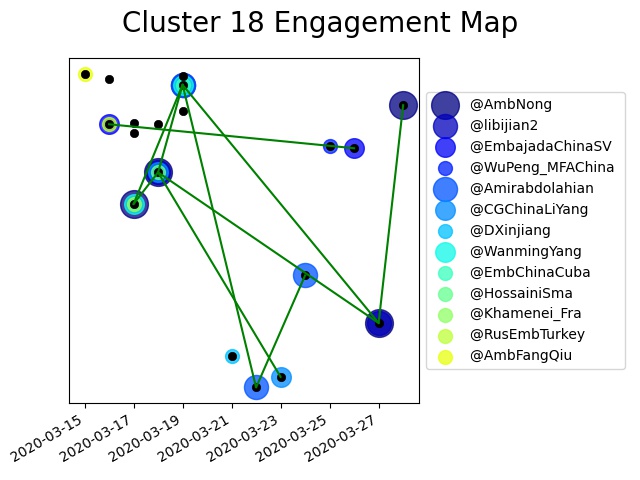 Cluster 18 Engagement Map
@AmbNong
@libijian2
@EmbajadaChinaSV
@WuPeng_MFAChina
@Amirabdolahian
@CGChinaLiYang
@DXinjiang
@WanmingYang
@EmbChinaCuba
@HossainiSma
@Khamenei_Fra
@RusEmbTurkey
@AmbFangQiu
2020-03-15
2020-03-17
2020-03-19
2020-03-21
2020-03-23
2020-03-25
2020-03-27